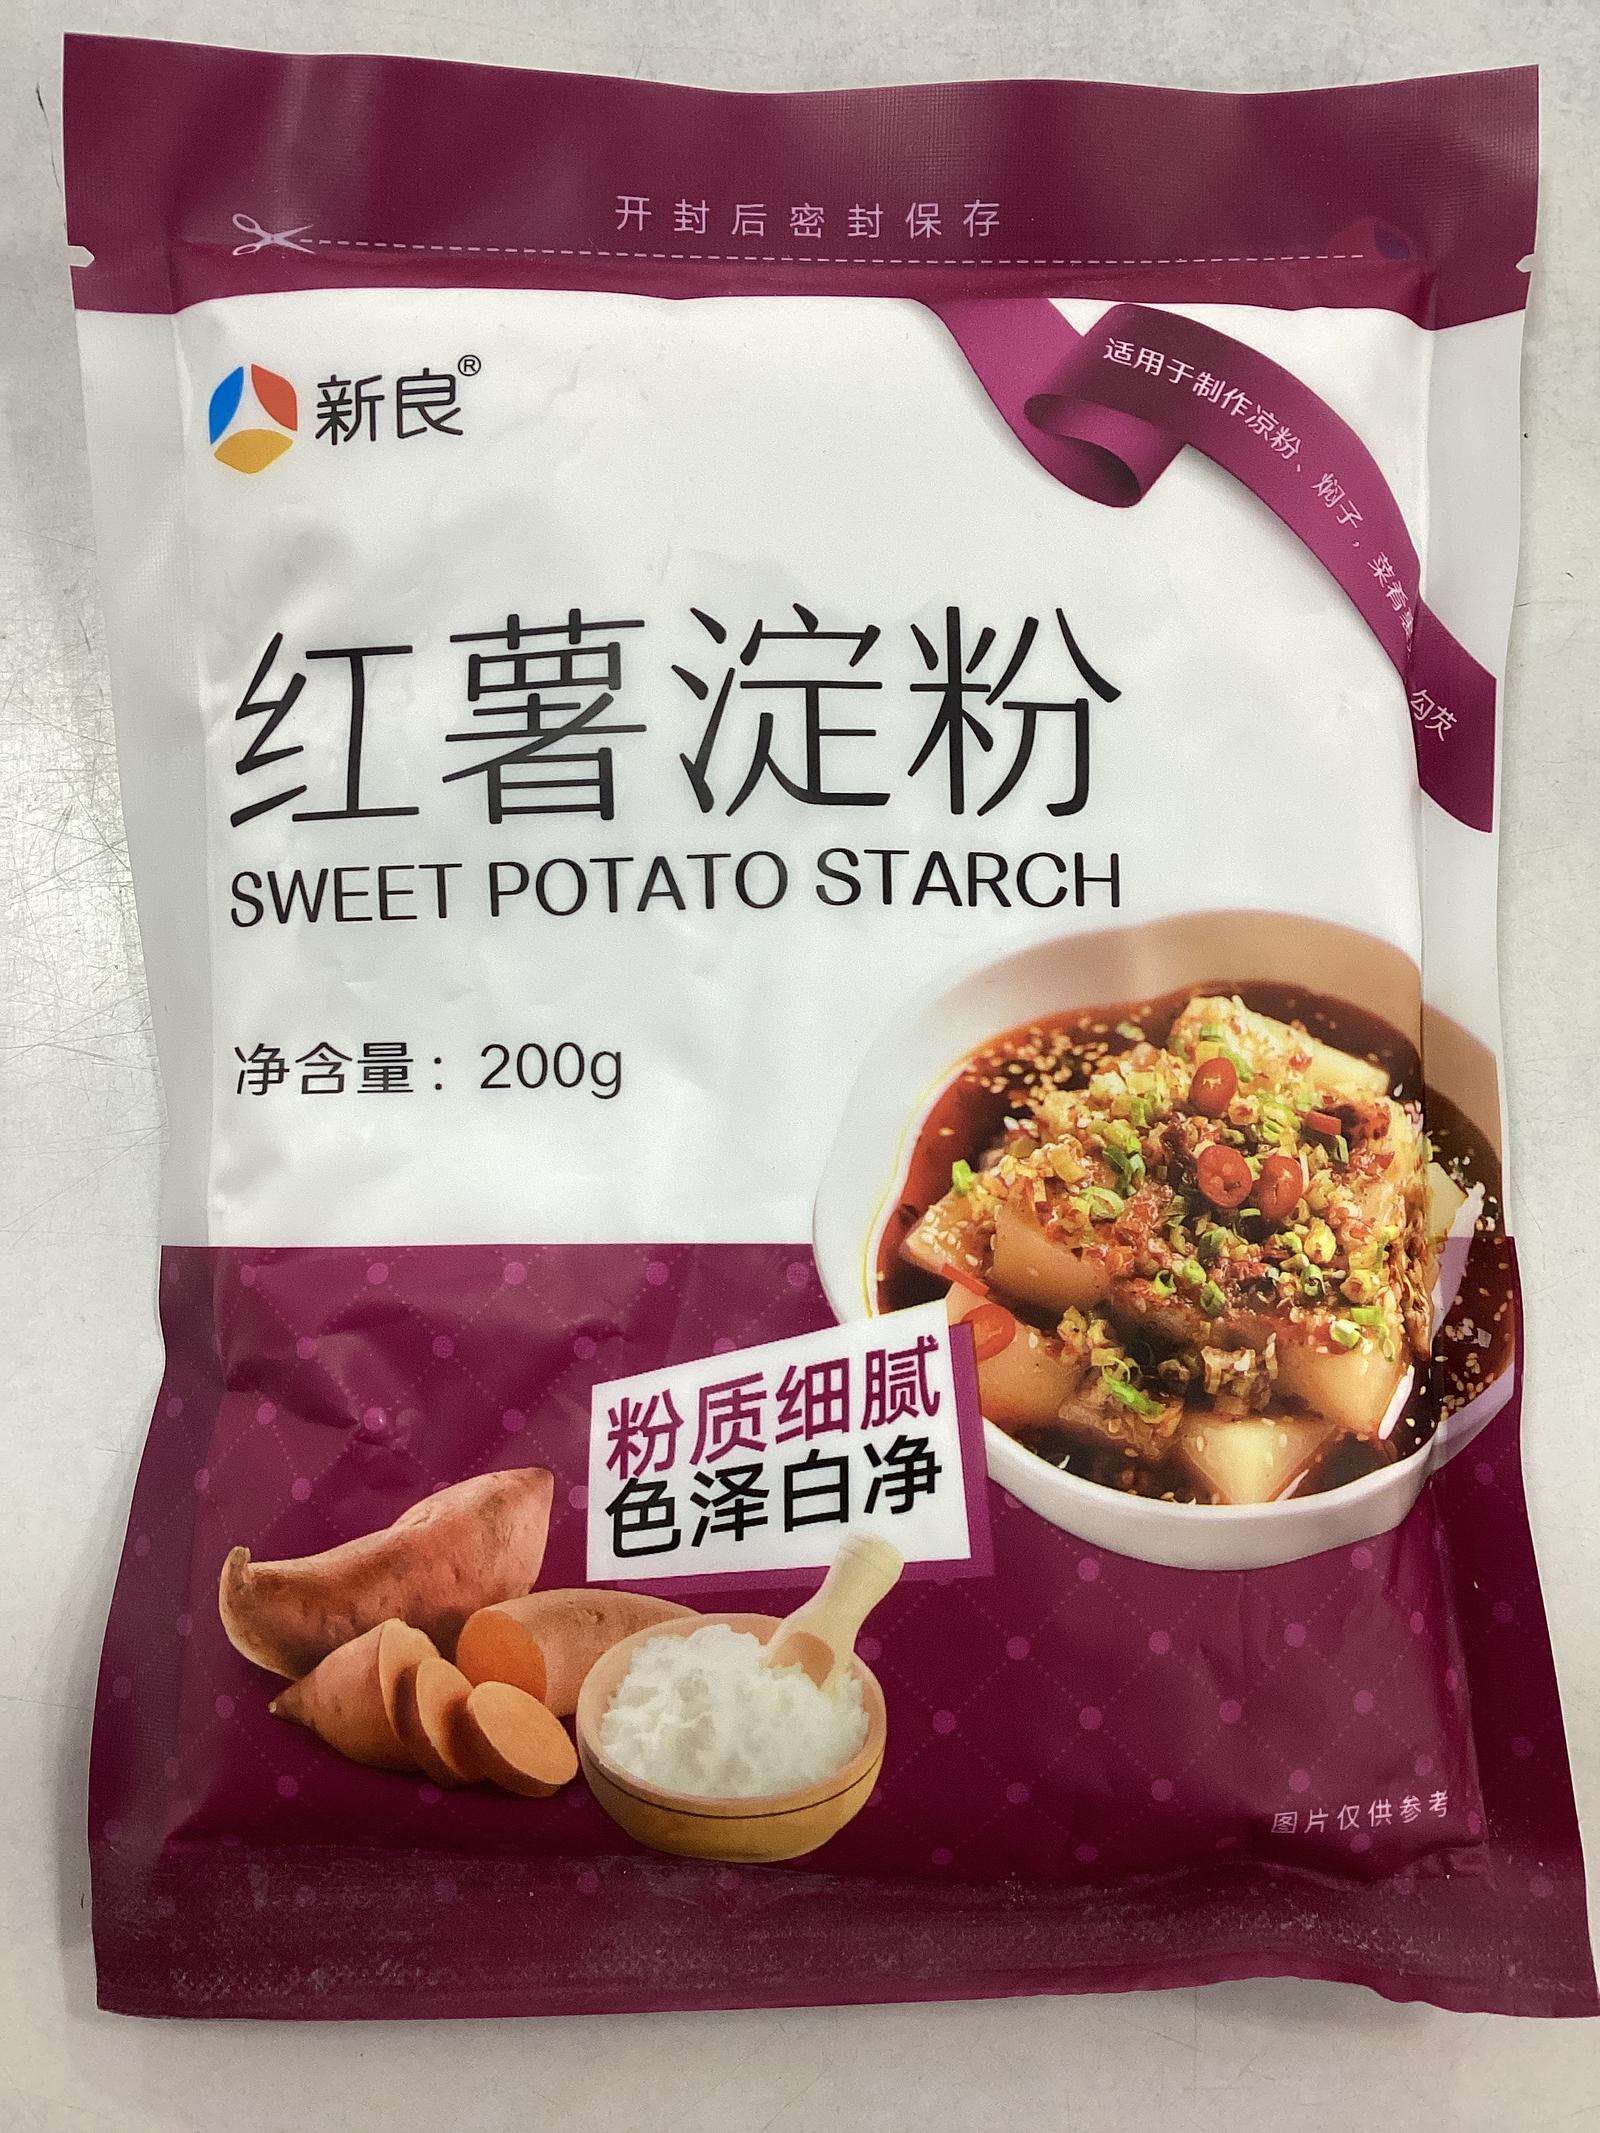 开封后密封保存
新良®
适用于制作凉粉、焖子，菜肴
勾芡
红薯淀粉
SWEET POTATO STARCH
净含量：200g
粉质细腻
色泽白净
图片仅供参考